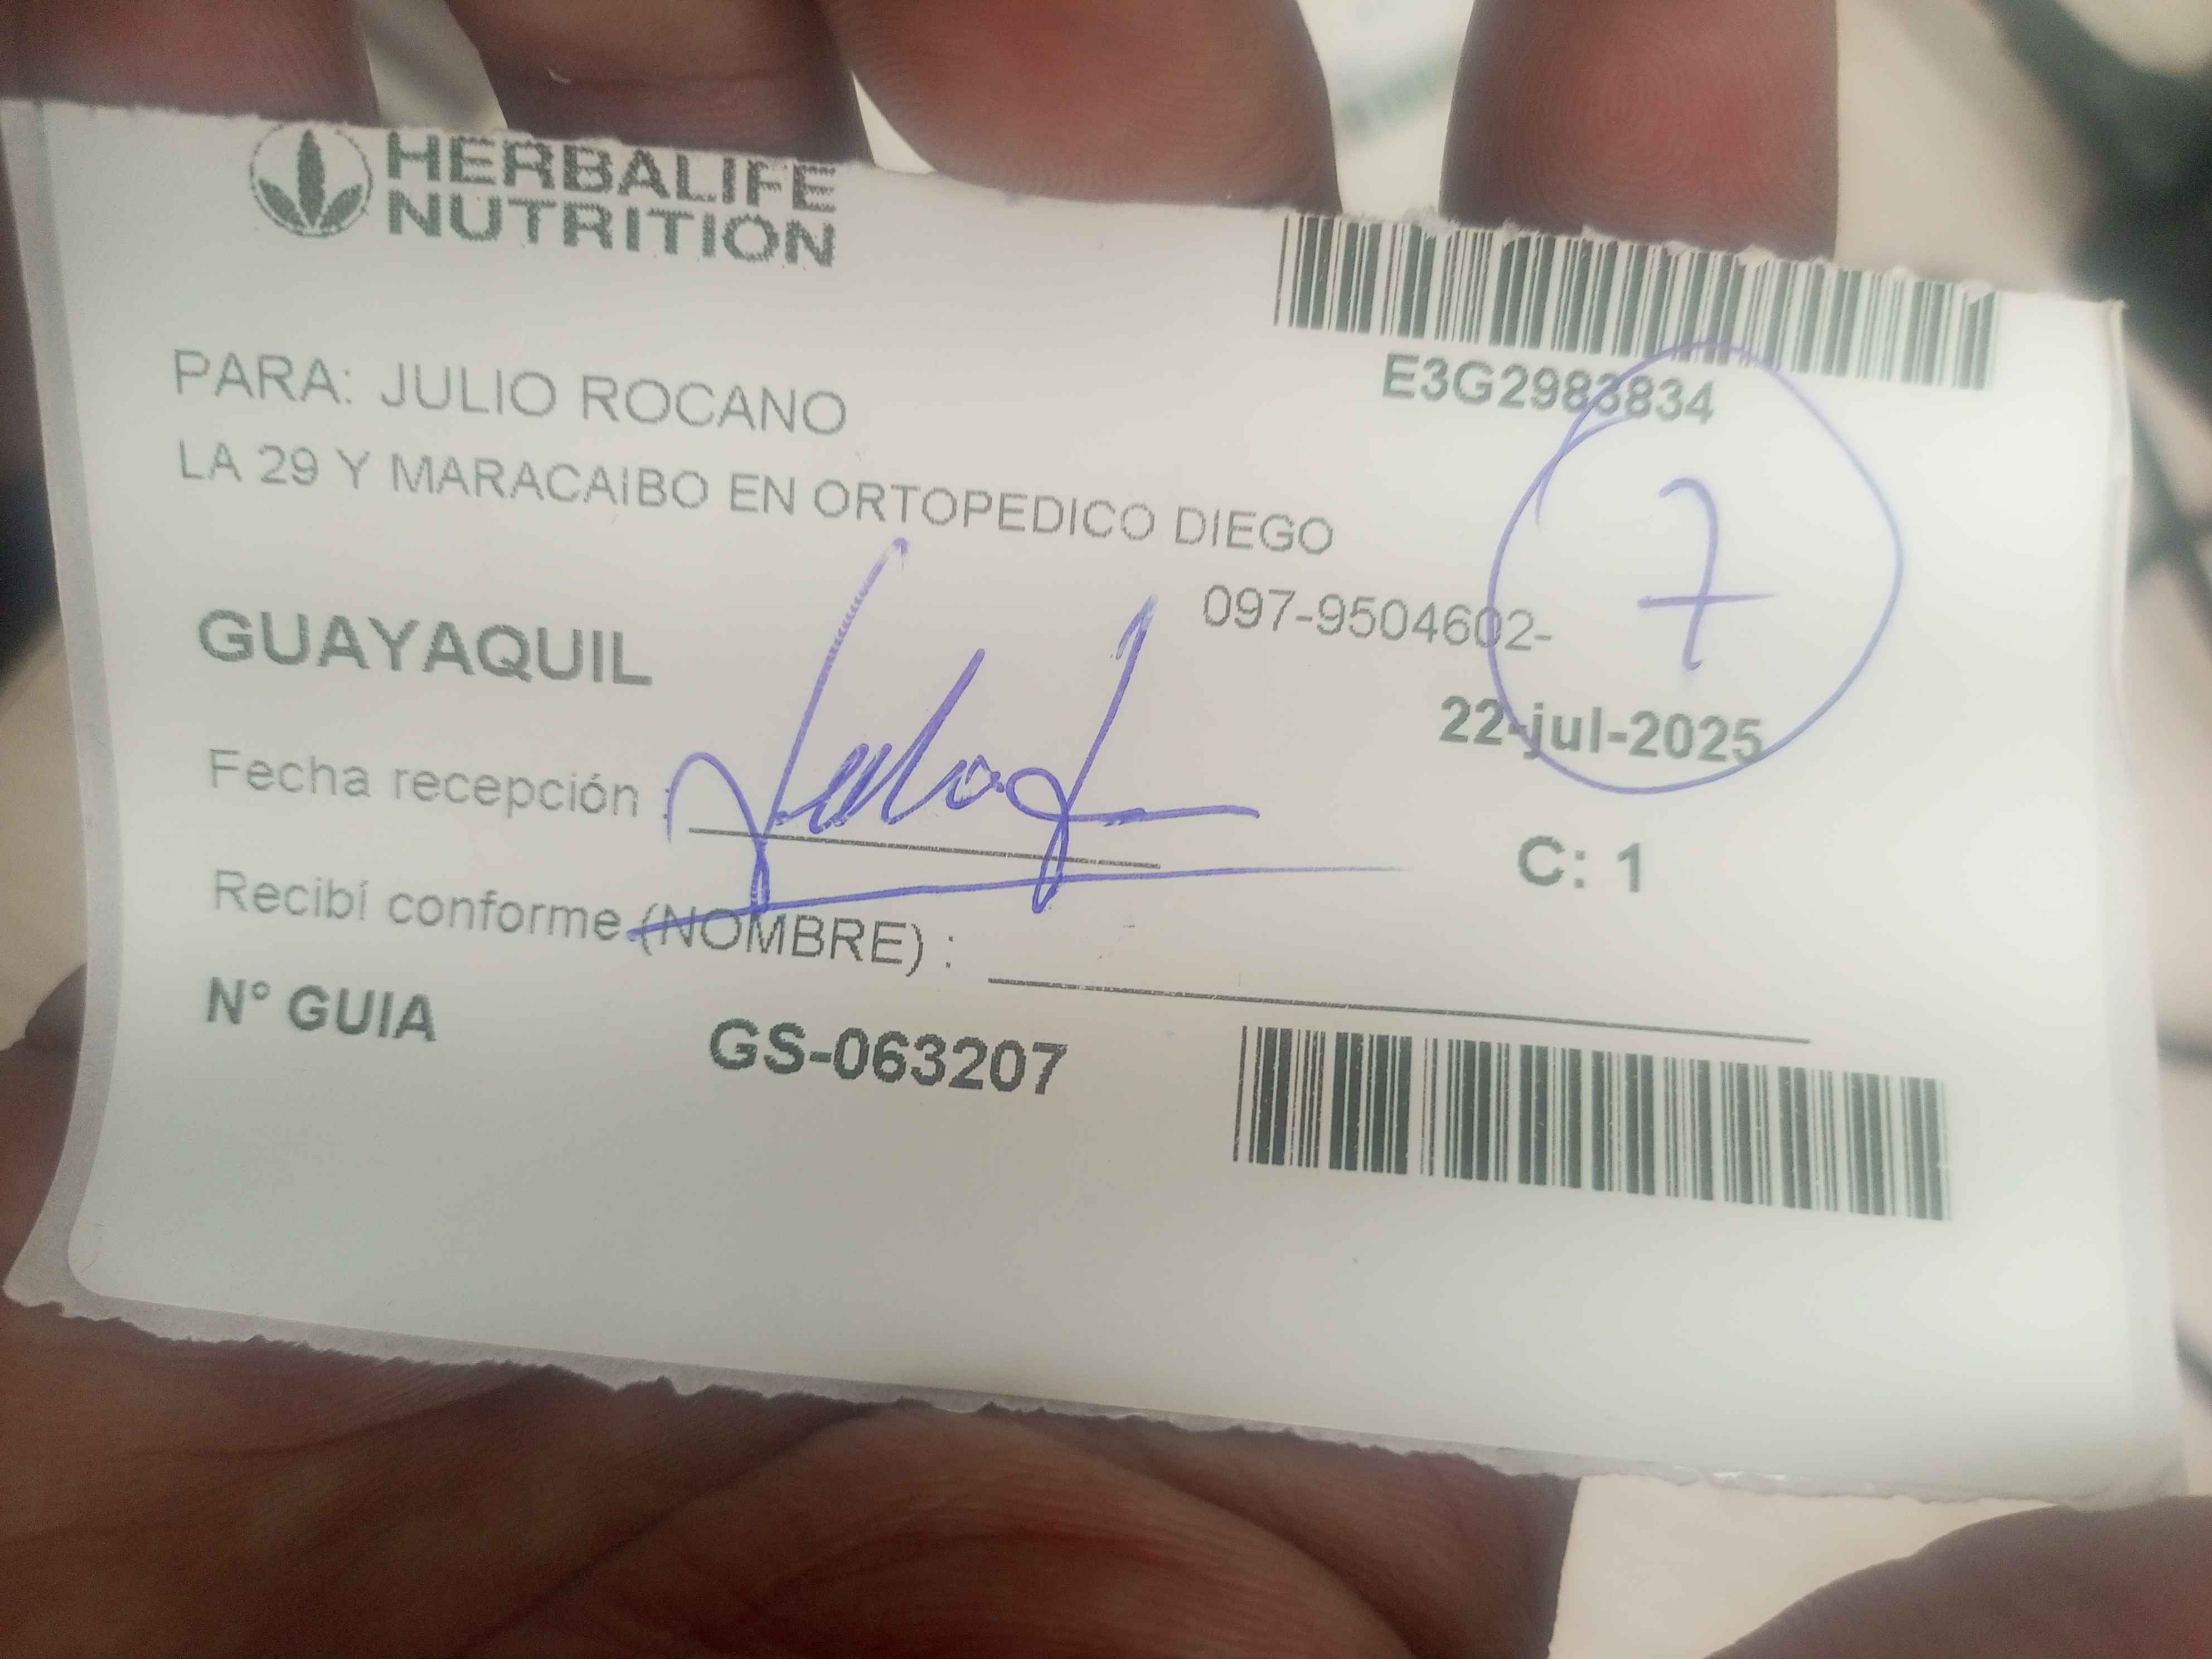 HERBALIFE
NUTRITION
E3G2983834
PARA: JULIO ROCANO
LA 29 Y MARACAIBO EN ORTOPEDICO DIEGO
7
097-9504602-
GUAYAQUIL
22-jul-2025
Fecha recepción :
C: 1
Recibí conforme (NOMBRE) :
N° GUIA GS-063207